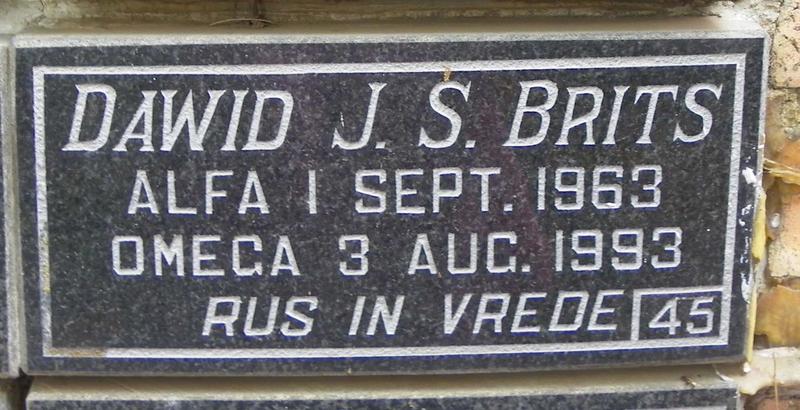 DAWID J. S. BRITS
ALFA 1 SEPT. 1963
OMEGA 3 AUG. 1993
RUS IN VREDE 45